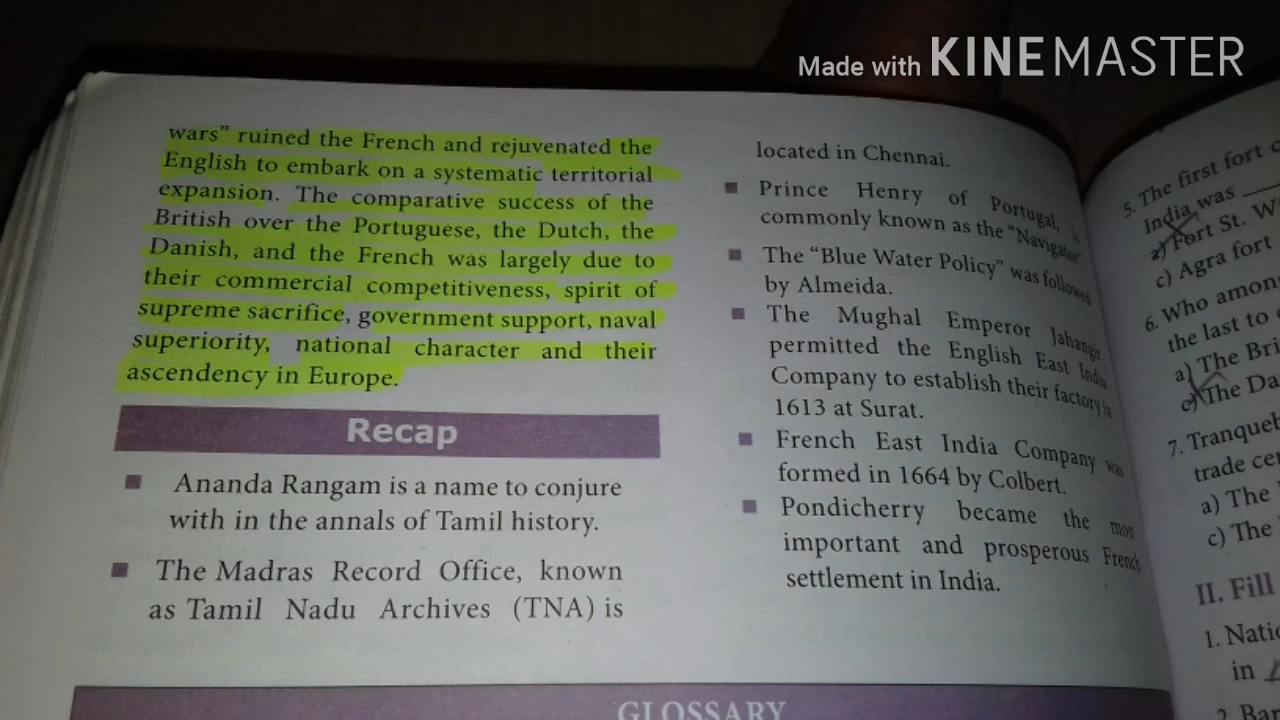 Made with KINEMASTER
wars” ruined the French and rejuvenated the
English to embark on a systematic territorial
expansion. The comparative success of the
British over the Portuguese, the Dutch, the
Danish, and the French was largely due to
their commercial competitiveness, spirit of
supreme sacrifice, government support, naval
superiority, national character and their
ascendency in Europe.
Recap
■ Ananda Rangam is a name to conjure
with in the annals of Tamil history.
■ The Madras Record Office, known
as Tamil Nadu Archives (TNA) is
located in Chennai.
■ Prince Henry of Portugal, is
commonly known as the “Navigator”.
■ The “Blue Water Policy” was followed
by Almeida.
■ The Mughal Emperor Jahangir
permitted the English East India
Company to establish their factory in
1613 at Surat.
■ French East India Company was
formed in 1664 by Colbert.
■ Pondicherry became the most
important and prosperous French
settlement in India.
GLOSSARY
5. The first fort
India was
a) Fort St.
c) Agra fort
6. Who
the last to
a) The
c) The
7.
trade
a) The
c) The
II. Fill
1.
in
2.